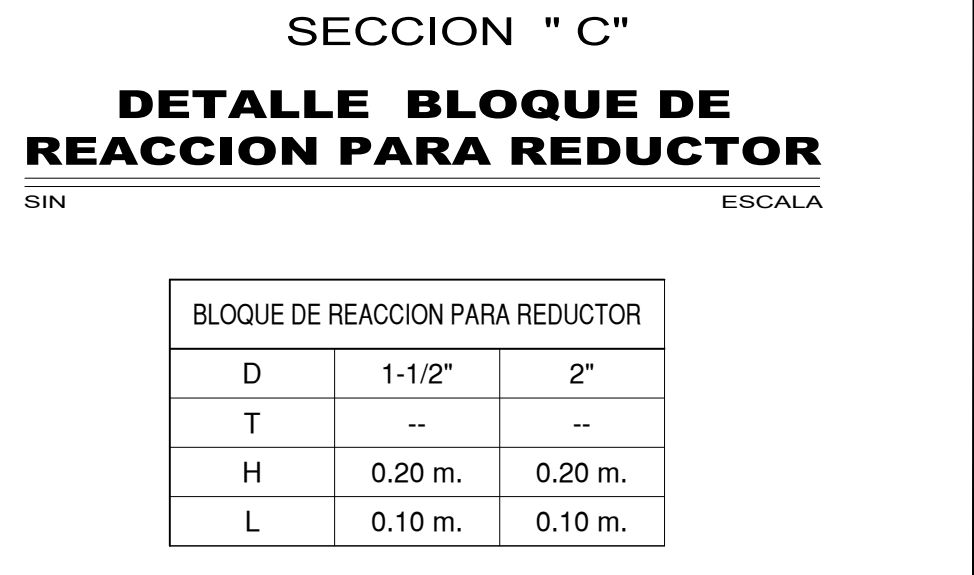 SECCION " C"
DETALLE BLOQUE DE
REACCION PARA REDUCTOR
SIN ESCALA
BLOQUE DE REACCION PARA REDUCTOR
D 1-1/2" 2"
T -- --
H 0.20 m. 0.20 m.
L 0.10 m. 0.10 m.